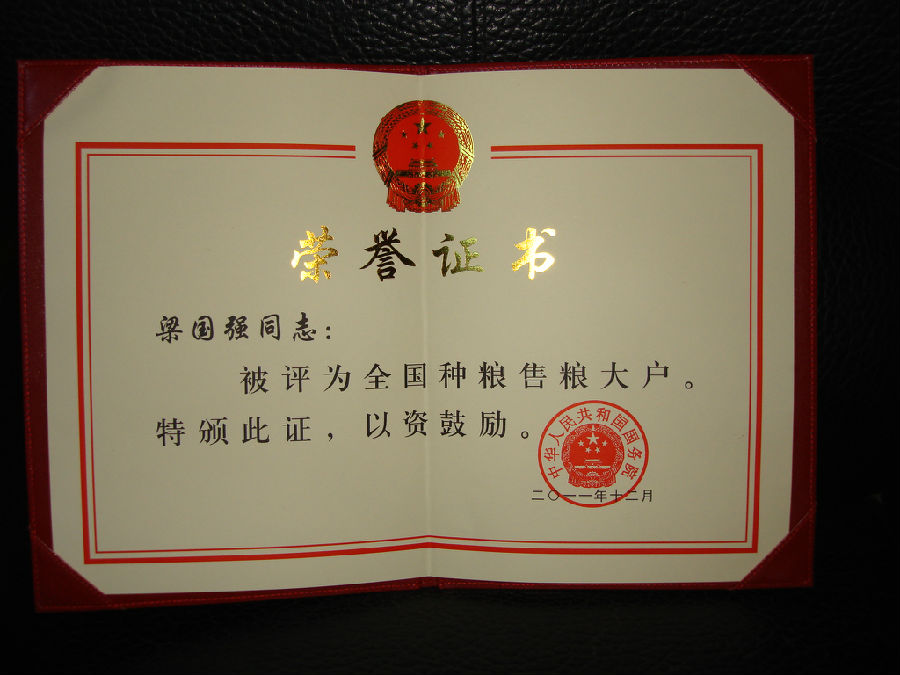 荣誉证书
梁国强同志：
被评为全国种粮售粮大户。
特颁此证，以资鼓励。
中华人民共和国国务院
二〇一一年十二月